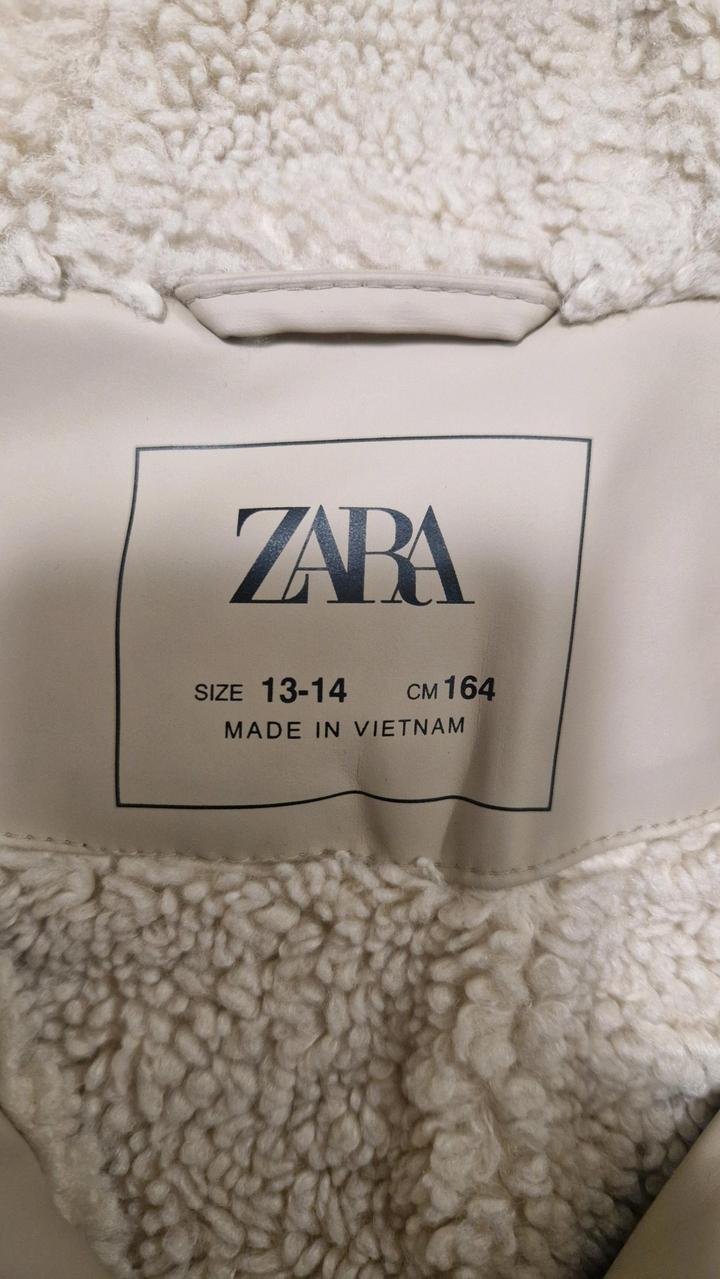 ZARA
SIZE 13-14 CM 164
MADE IN VIETNAM